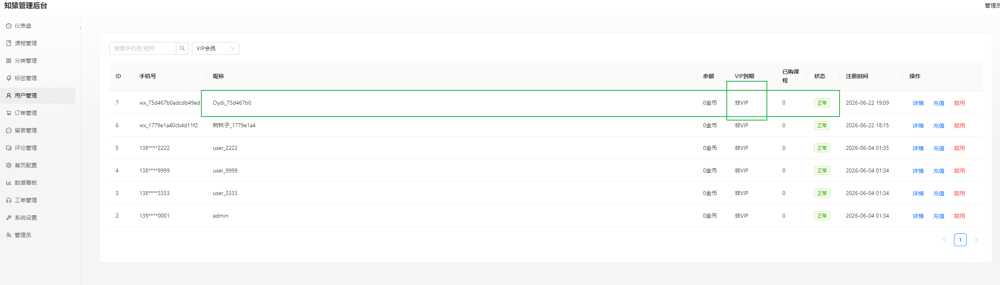 知猿管理后台
管理员
仪表盘
课程管理
分类管理
标签管理
用户管理
订单管理
留言管理
评论管理
首页配置
数据看板
工单管理
系统设置
管理员
搜索手机号/昵称 VIP会员
ID 手机号 昵称 余额 VIP到期 已购课程 状态 注册时间 操作
7 wx_75d467b0adcdb49ed Oydi_75d467b0 0金币 非VIP 0 正常 2026-06-22 19:09 详情 充值 禁用
6 wx_1779e1a40cb4d11f2 树林子_1779e1a4 0金币 非VIP 0 正常 2026-06-22 18:15 详情 充值 禁用
5 138****2222 user_2222 0金币 非VIP 0 正常 2026-06-04 01:35 详情 充值 禁用
4 138****9999 user_9999 0金币 非VIP 0 正常 2026-06-04 01:34 详情 充值 禁用
3 138****3333 user_3333 0金币 非VIP 0 正常 2026-06-04 01:34 详情 充值 禁用
2 139****0001 admin 0金币 非VIP 0 正常 2026-06-04 01:34 详情 充值 禁用
1